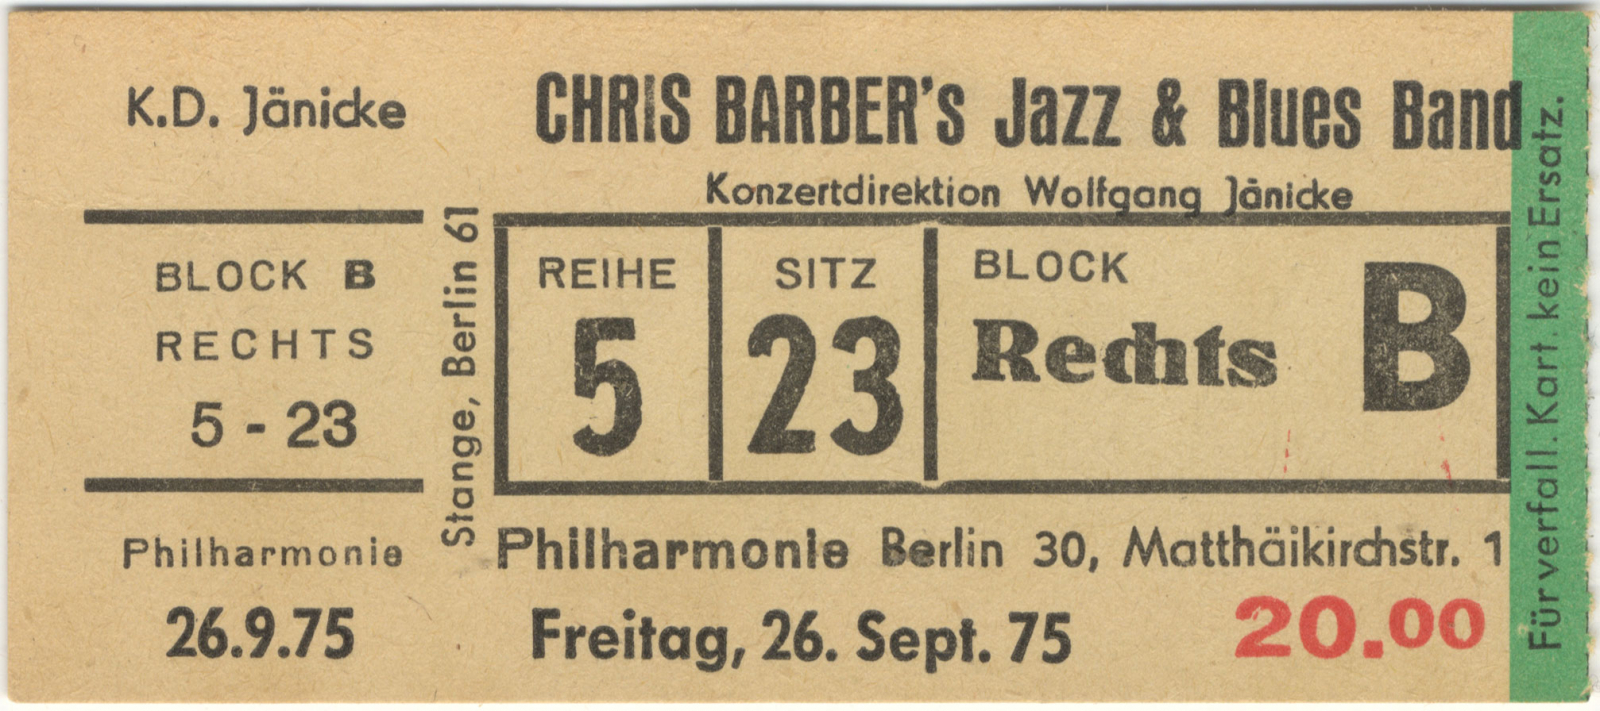 K.D. Jänicke
BLOCK B
RECHTS
5 - 23
Philharmonie
26.9.75
Stange, Berlin 61
CHRIS BARBER's Jazz & Blues Band
Konzertdirektion Wolfgang Jänicke
REIHE
5
SITZ
23
BLOCK
Rechts
B
Philharmonie Berlin 30, Matthäikirchstr. 1
Freitag, 26. Sept. 75
20.00
Für verfall. Kart. kein Ersatz.